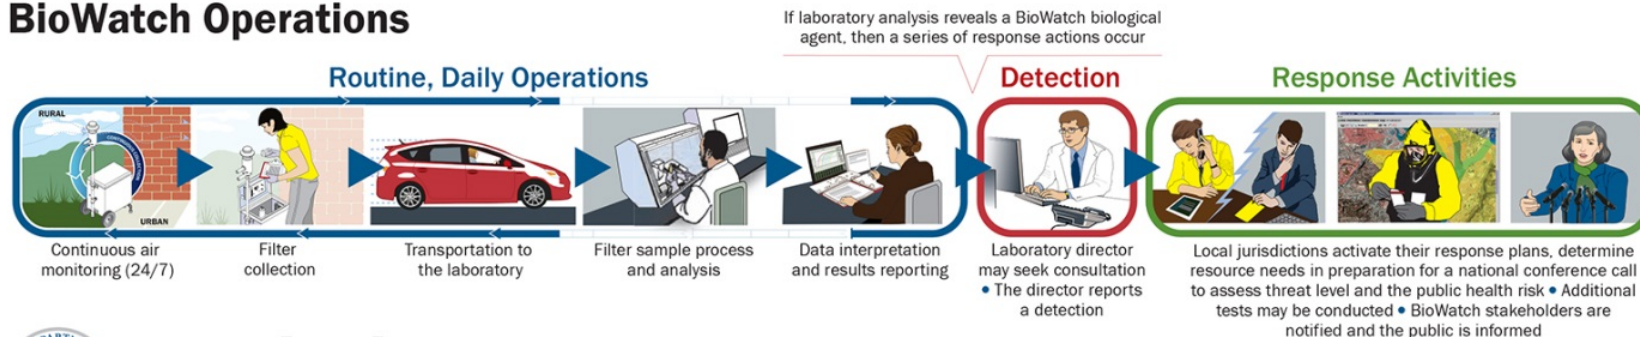 BioWatch Operations
If laboratory analysis reveals a BioWatch biological
agent, then a series of response actions occur
Routine, Daily Operations
Detection
Response Activities
RURAL
URBAN
Continuous air
monitoring (24/7)
Filter
collection
Transportation to
the laboratory
Filter sample process
and analysis
Data interpretation
and results reporting
Laboratory director
may seek consultation
• The director reports
a detection
Local jurisdictions activate their response plans, determine
resource needs in preparation for a national conference call
to assess threat level and the public health risk • Additional
tests may be conducted • BioWatch stakeholders are
notified and the public is informed